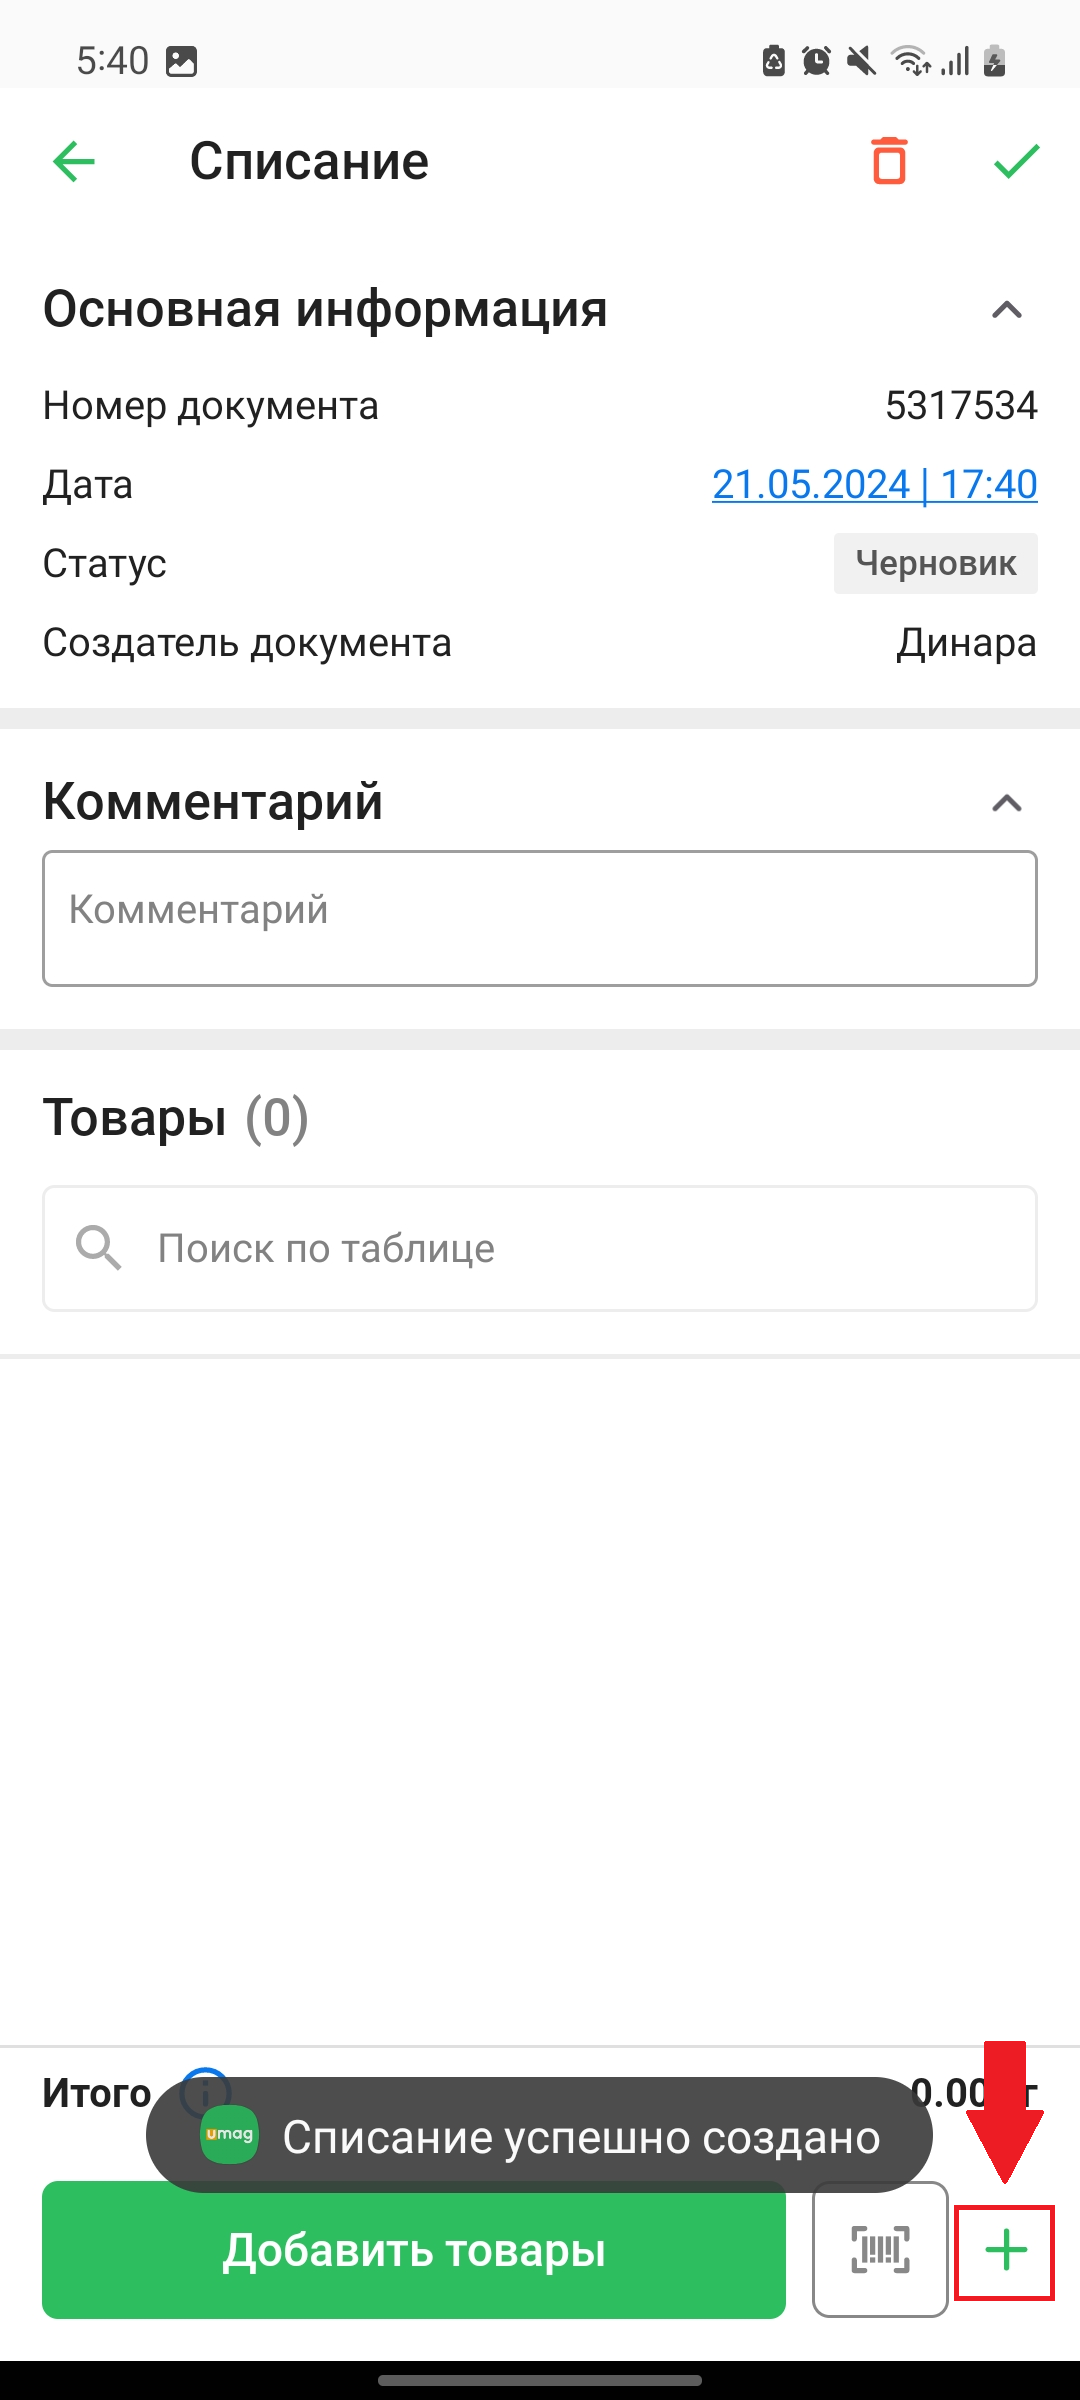 5:40
Списание
Основная информация
Номер документа 5317534
Дата 21.05.2024 | 17:40
Статус Черновик
Создатель документа Динара
Комментарий
Комментарий
Товары (0)
Поиск по таблице
Итого 0.00 г
umag Списание успешно создано
Добавить товары